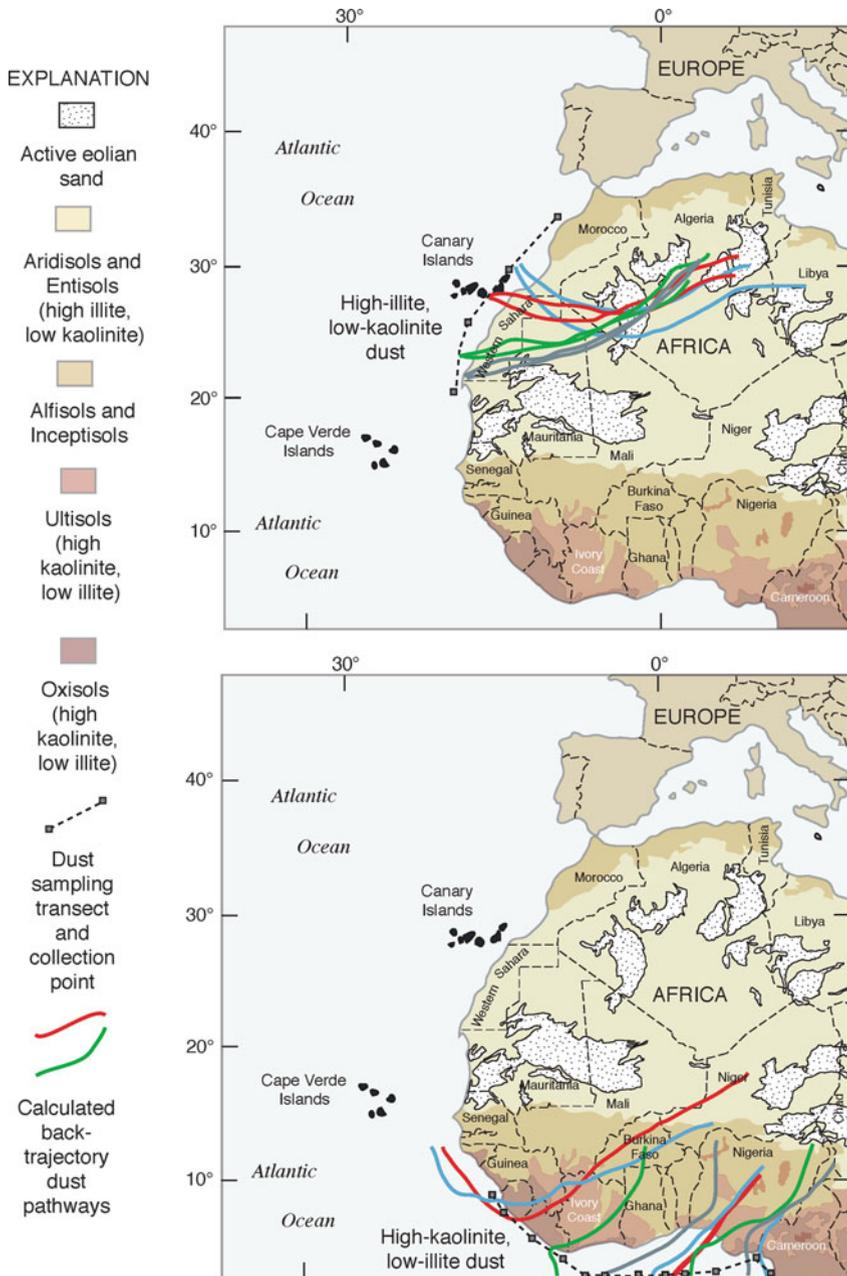 EXPLANATION
Active eolian
sand
Aridisols and
Entisols
(high illite,
low kaolinite)
Alfisols and
Inceptisols
Ultisols
(high
kaolinite,
low illite)
Oxisols
(high
kaolinite,
low illite)
Dust
sampling
transect
and
collection
point
Calculated
back-
trajectory
dust
pathways
30°
0°
EUROPE
40°
Atlantic
Ocean
Tunisia
Algeria
Morocco
Canary
Islands
30°
Libya
High-illite,
low-kaolinite
dust
Western Sahara
AFRICA
20°
Cape Verde
Islands
Mauritania
Mali
Niger
Chad
Senegal
Burkina
Faso
Nigeria
Guinea
10°
Atlantic
Ocean
Ivory
Coast
Ghana
Cameroon
30°
0°
EUROPE
40°
Atlantic
Ocean
Tunisia
Algeria
Morocco
Canary
Islands
30°
Libya
Western Sahara
AFRICA
20°
Cape Verde
Islands
Mauritania
Mali
Niger
Chad
Senegal
Burkina
Faso
Nigeria
Guinea
10°
Atlantic
Ocean
Ivory
Coast
Ghana
Cameroon
High-kaolinite,
low-illite dust